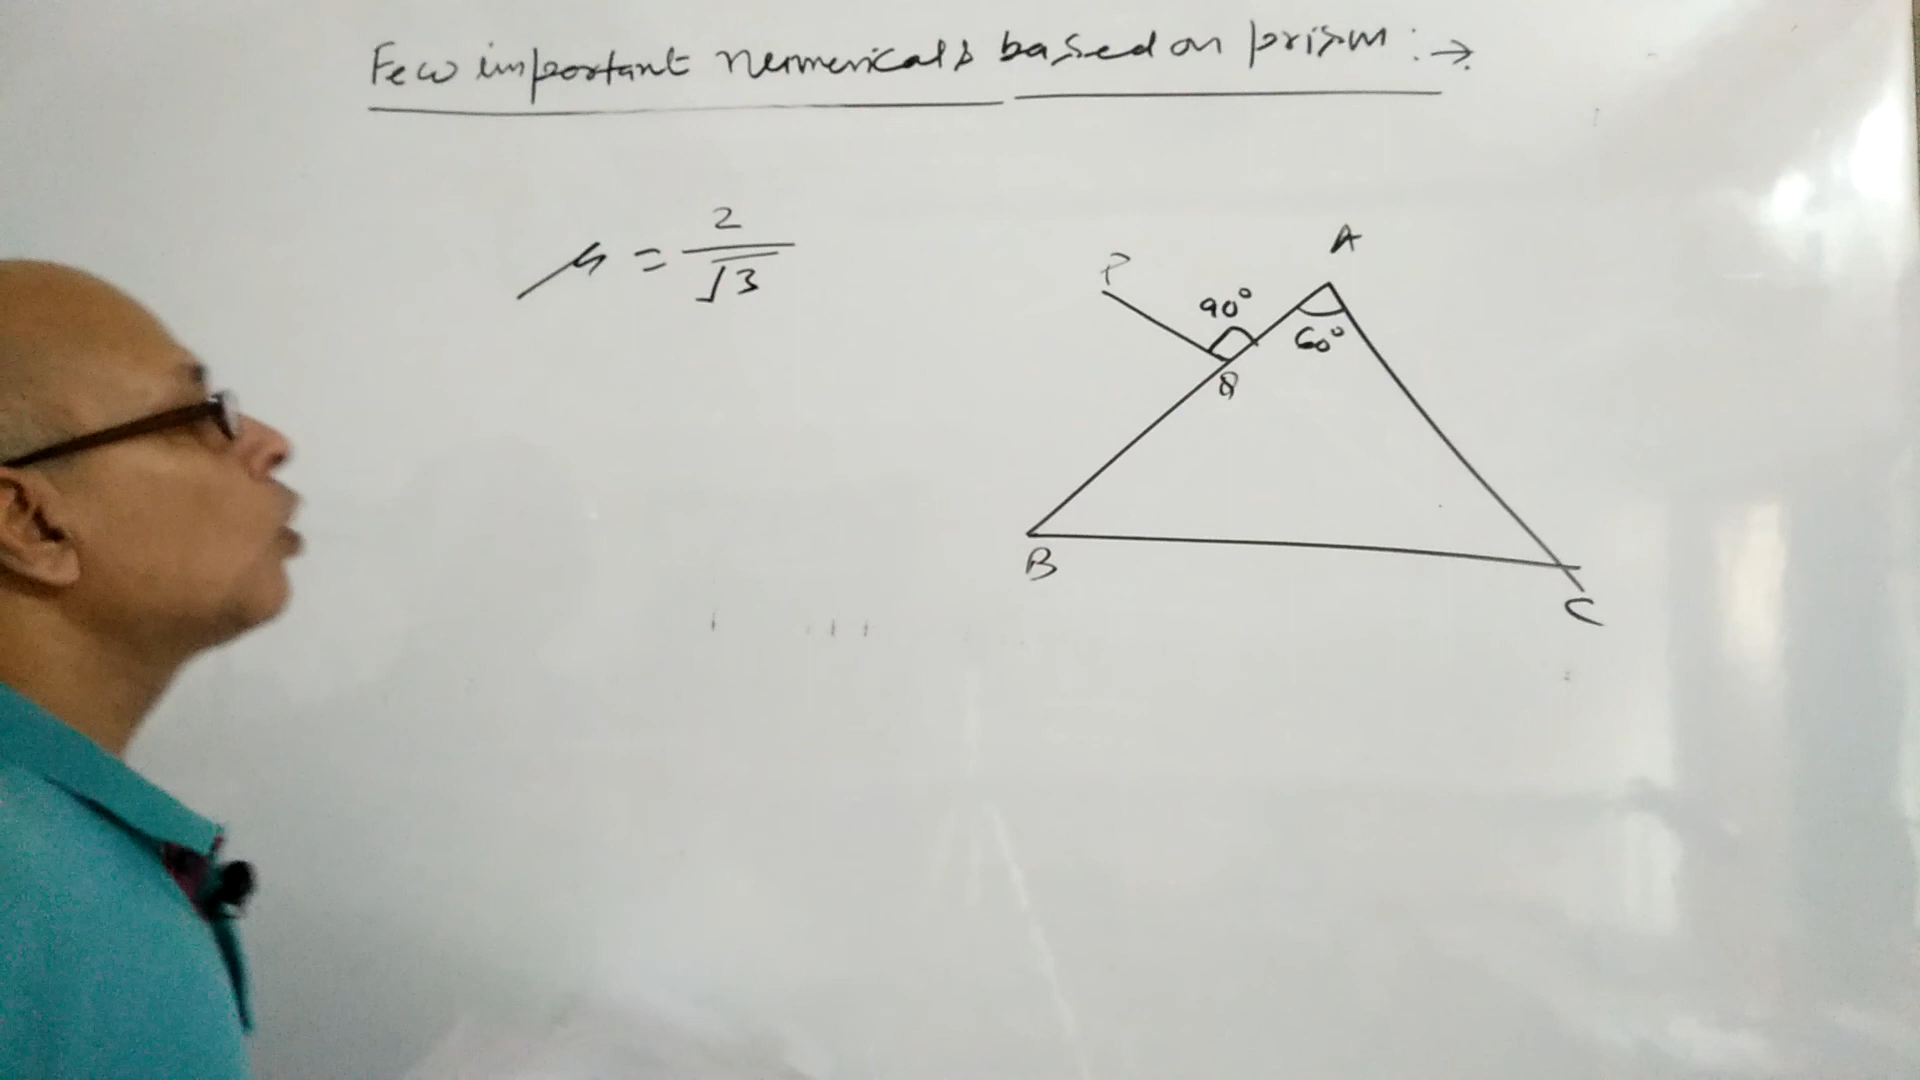 Few important numericals based on prism :→
μ = 2/√3
A
P
90°
60°
Q
B
C